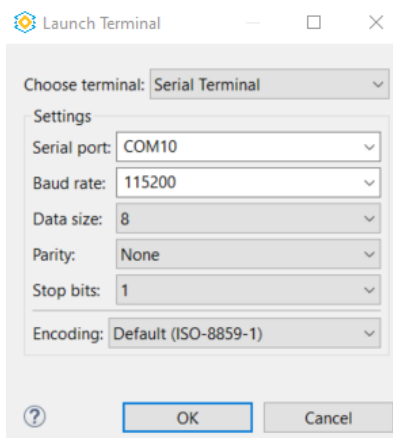 Launch Terminal
Choose terminal: Serial Terminal
Settings
Serial port: COM10
Baud rate: 115200
Data size: 8
Parity: None
Stop bits: 1
Encoding: Default (ISO-8859-1)
? OK Cancel